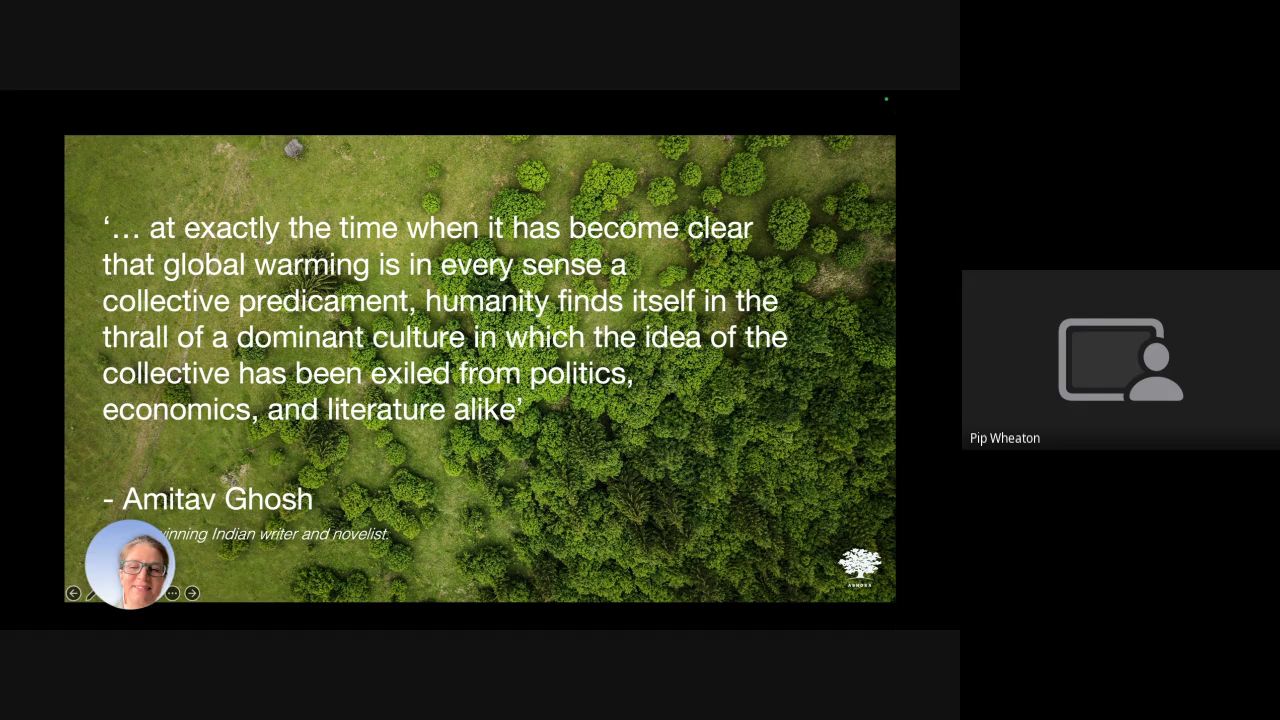 ‘… at exactly the time when it has become clear
that global warming is in every sense a
collective predicament, humanity finds itself in the
thrall of a dominant culture in which the idea of the
collective has been exiled from politics,
economics, and literature alike’
- Amitav Ghosh
Indian writer and novelist.
ASHOKA
Pip Wheaton